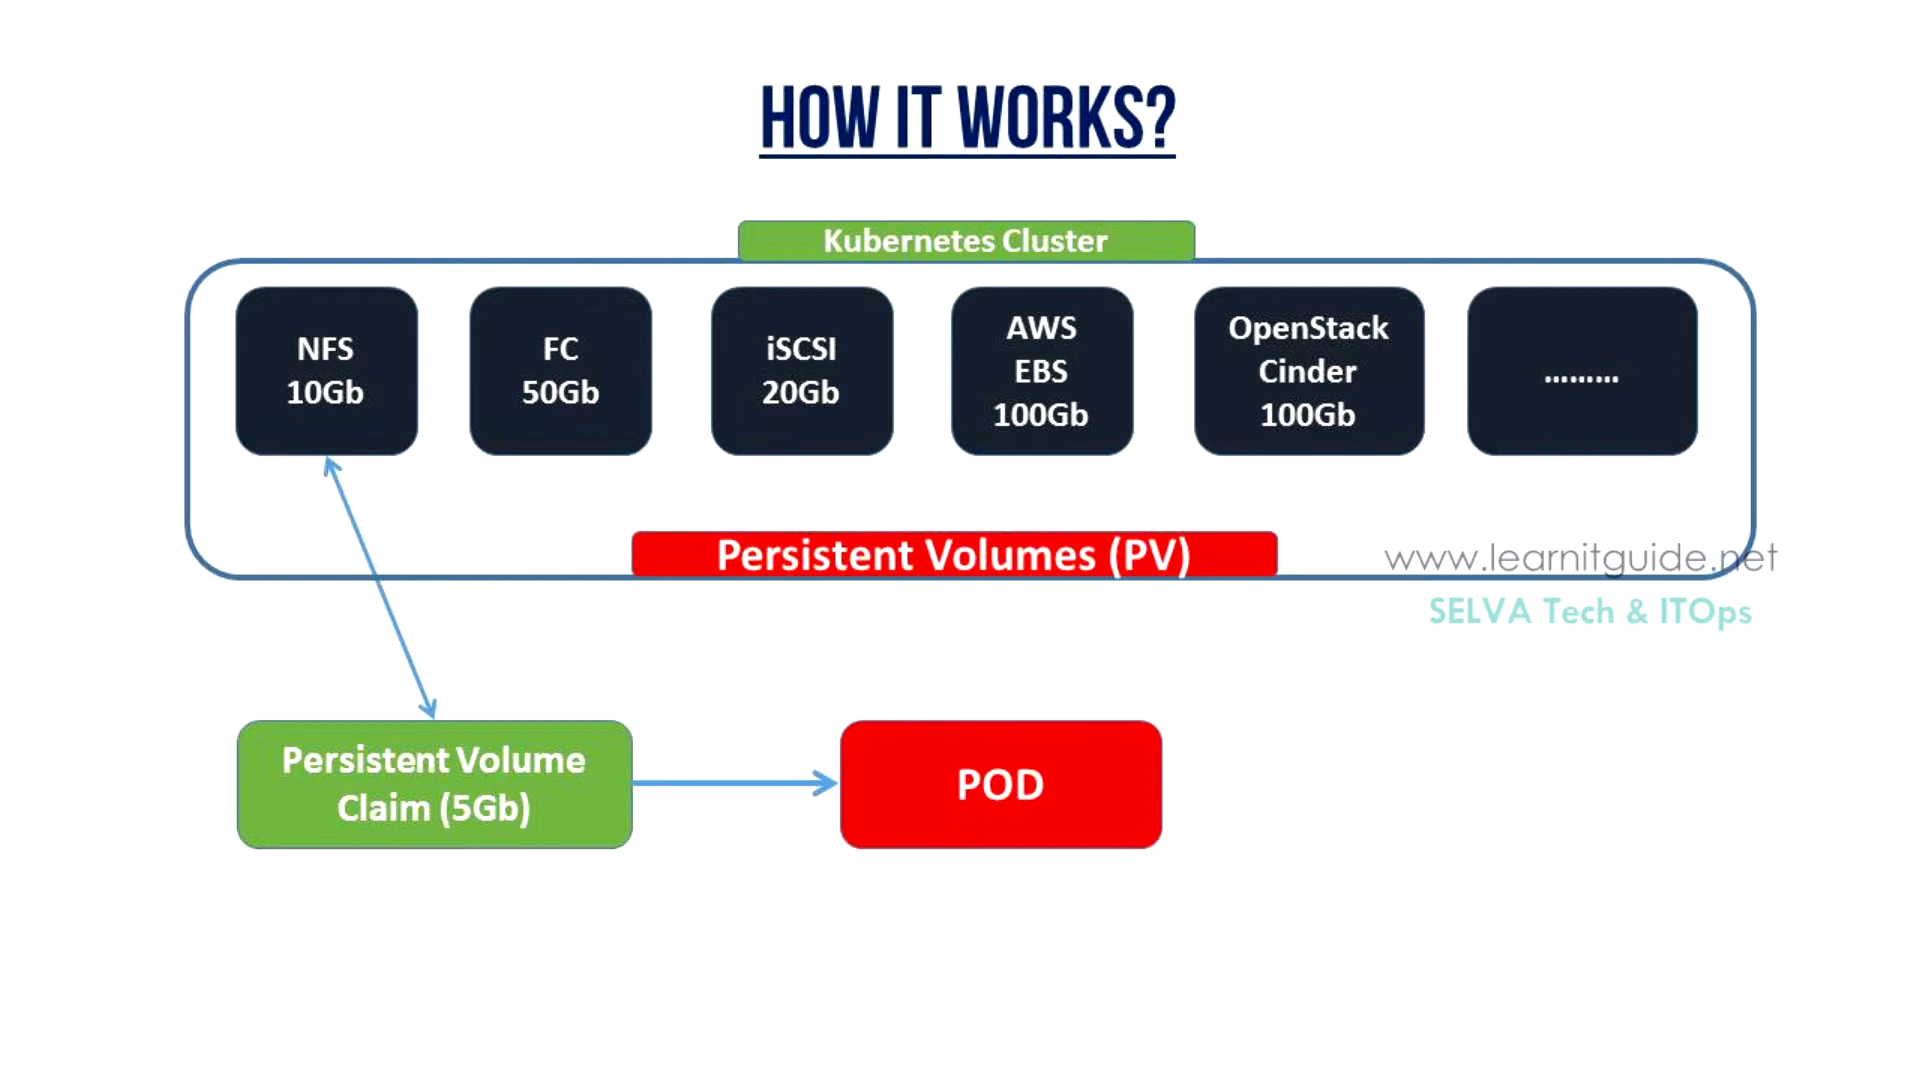 HOW IT WORKS?
Kubernetes Cluster
NFS
10Gb
FC
50Gb
iSCSI
20Gb
AWS
EBS
100Gb
OpenStack
Cinder
100Gb
.........
Persistent Volumes (PV)
www.learnitguide.net
SELVA Tech & ITOps
Persistent Volume
Claim (5Gb)
POD